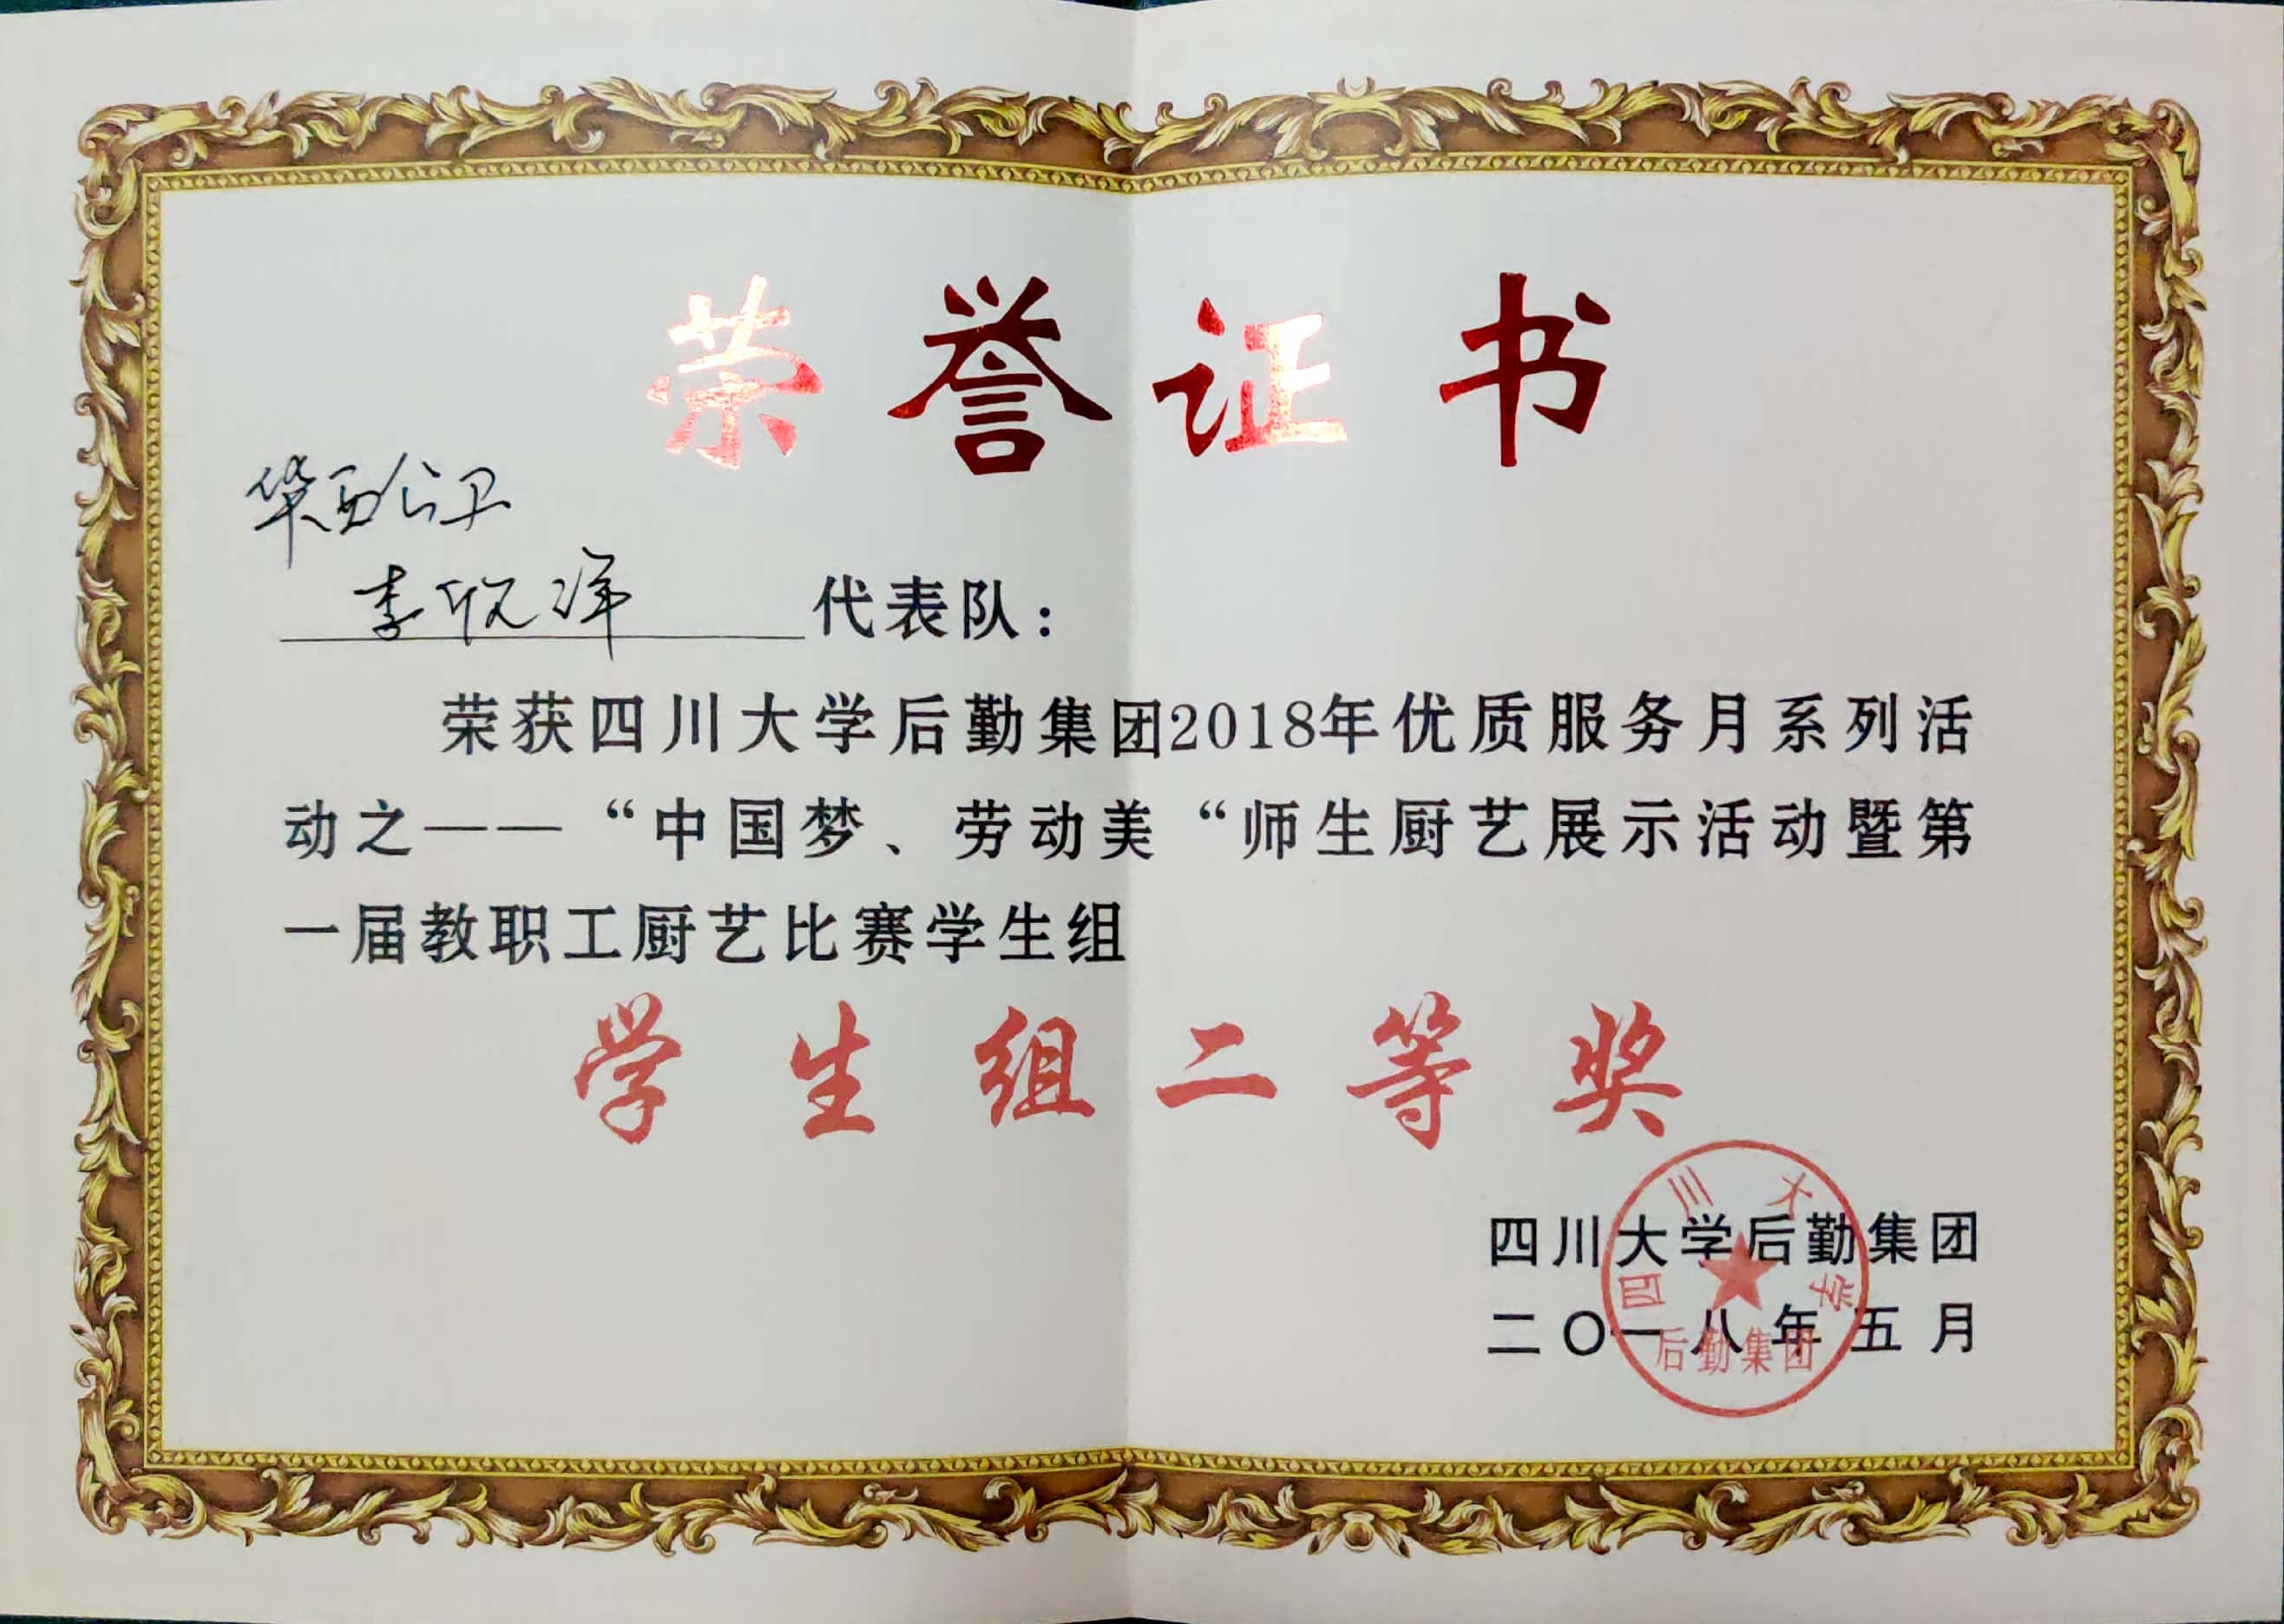 荣誉证书
华西公卫
李欣洋 代表队：
荣获四川大学后勤集团2018年优质服务月系列活
动之——“中国梦、劳动美“师生厨艺展示活动暨第
一届教职工厨艺比赛学生组
学生组二等奖
四川大学后勤集团
二〇一八年五月
四川大学
后勤集团